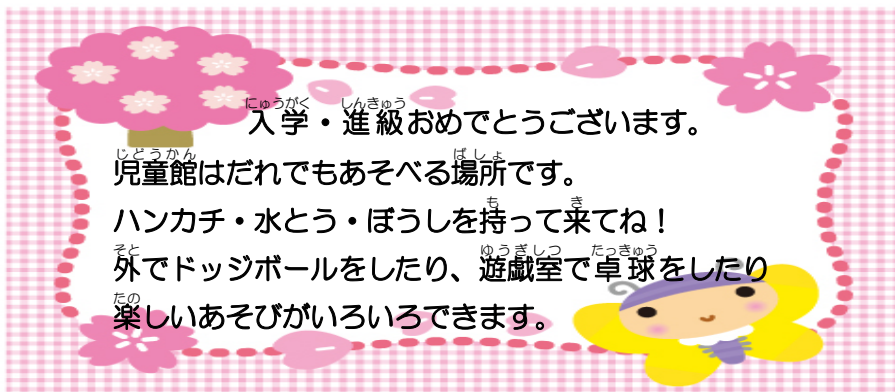 入学・進級おめでとうございます。
児童館はだれでもあそべる場所です。
ハンカチ・水とう・ぼうしを持って来てね！
外でドッジボールをしたり、遊戯室で卓球をしたり
楽しいあそびがいろいろできます。